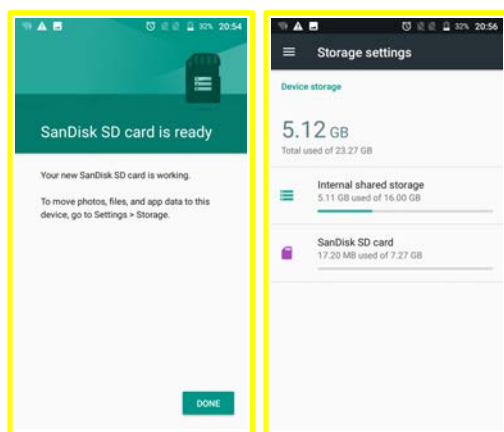 32% 20:54
SanDisk SD card is ready
Your new SanDisk SD card is working.
To move photos, files, and app data to this
device, go to Settings > Storage.
DONE
32% 20:56
Storage settings
Device storage
5.12 GB
Total used of 23.27 GB
Internal shared storage
5.11 GB used of 16.00 GB
SanDisk SD card
17.20 MB used of 7.27 GB